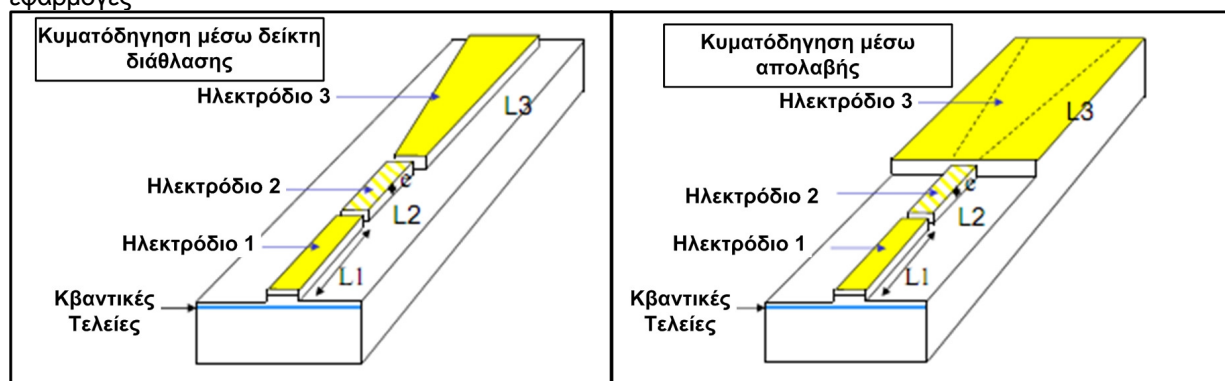 εφαρμογές
Κυματόδηγηση μέσω δείκτη
διάθλασης
Ηλεκτρόδιο 3
L3
Ηλεκτρόδιο 2
e
L2
Ηλεκτρόδιο 1
L1
Κβαντικές
Τελείες
Κυματόδηγηση μέσω
απολαβής
Ηλεκτρόδιο 3
L3
Ηλεκτρόδιο 2
e
L2
Ηλεκτρόδιο 1
L1
Κβαντικές
Τελείες